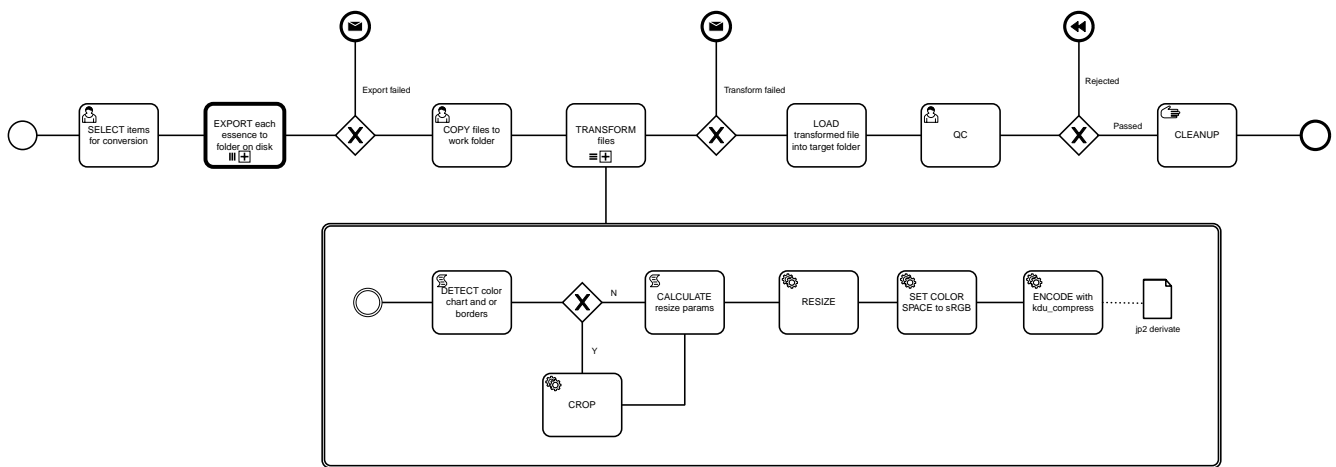 Export failed
Transform failed
Rejected
SELECT items
for conversion
EXPORT each
essence to
folder on disk
X
COPY files to
work folder
TRANSFORM
files
X
LOAD
transformed file
into target folder
QC
X
Passed
CLEANUP
DETECT color
chart and or
borders
X
N
Y
CROP
CALCULATE
resize params
RESIZE
SET COLOR
SPACE to sRGB
ENCODE with
kdu_compress
jp2 derivate